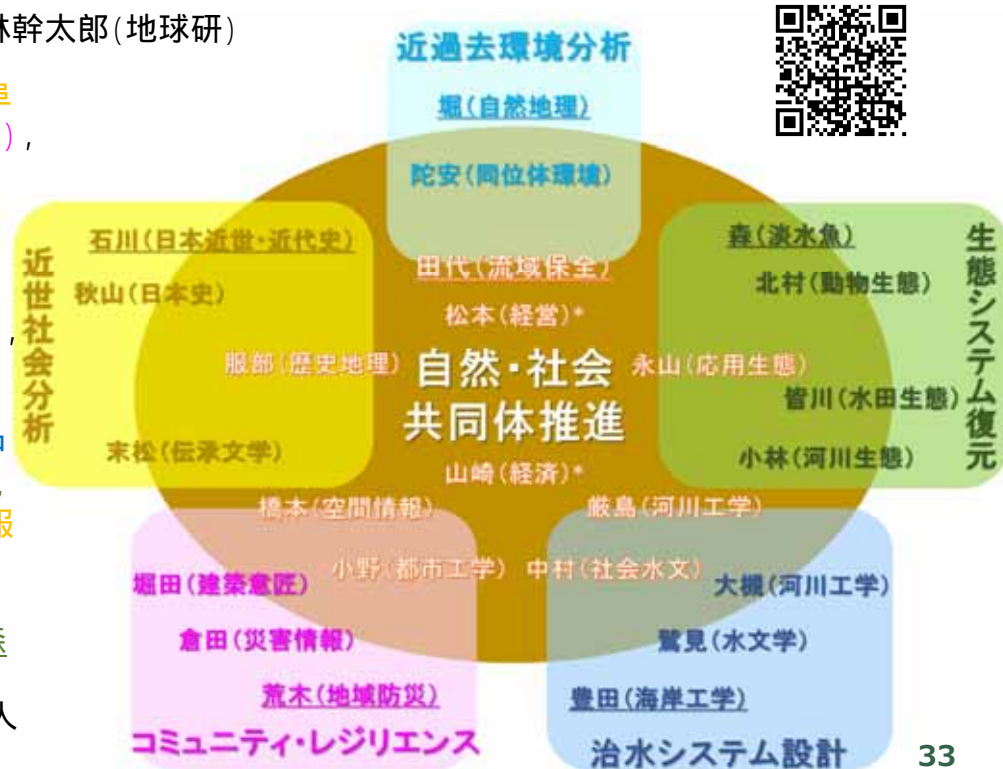 林幹太郎(地球研)
),
,
,
,
報
人
近過去環境分析
堀(自然地理)
陀安(同位体環境)
近世社会分析
石川(日本近世・近代史)
秋山(日本史)
服部(歴史地理)
末松(伝承文学)
田代(流域保全)
松本(経営)*
自然・社会
共同体推進
山崎(経済)*
生態システム復元
森(淡水魚)
北村(動物生態)
永山(応用生態)
皆川(水田生態)
小林(河川生態)
橋本(空間情報)
小野(都市工学)
堀田(建築意匠)
倉田(災害情報)
荒木(地域防災)
コミュニティ・レジリエンス
厳島(河川工学)
中村(社会水文)
大槻(河川工学)
鷲見(水文学)
豊田(海岸工学)
治水システム設計
33